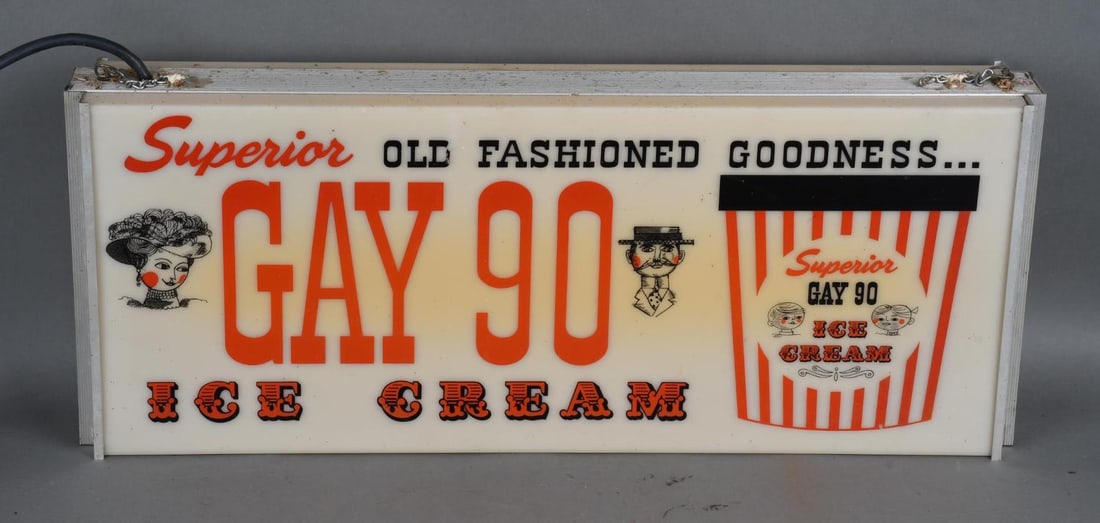 Superior OLD FASHIONED GOODNESS...
GAY 90
ICE CREAM
Superior
GAY 90
ICE
CREAM